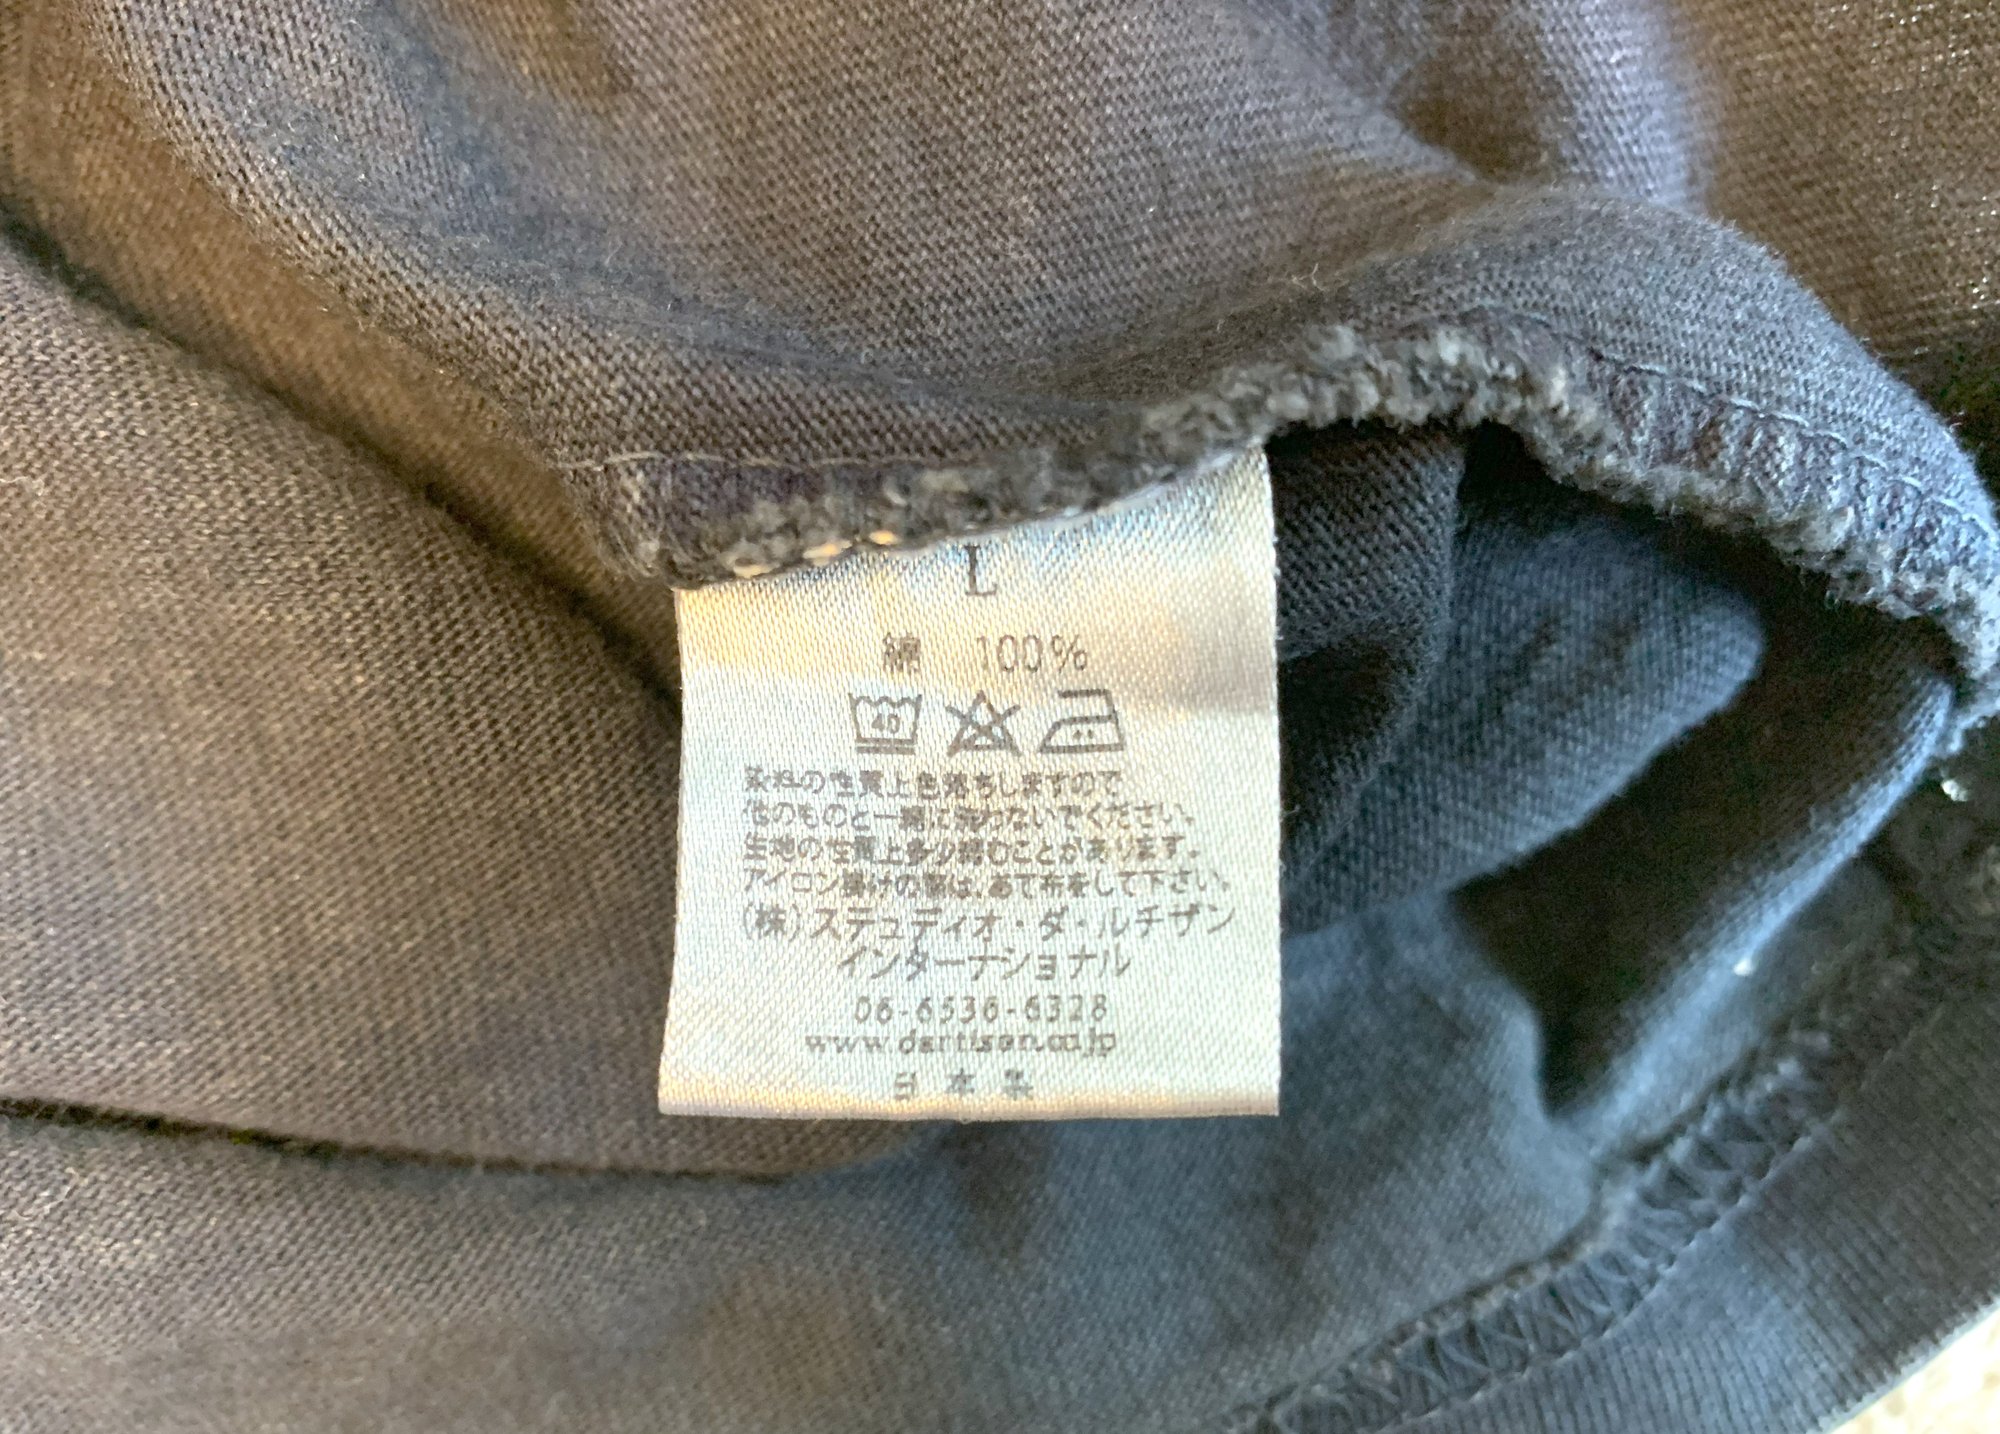 L
綿 100%
40
染料の性質上色落ちしますので
他のものと一緒に洗わないでください。
生地の性質上多少縮むことがあります。
アイロン掛けの際は、あて布をして下さい。
(株)ステュディオ・ダ・ルチザン
インターナショナル
06-6536-6328
www.dartisan.co.jp
日本製